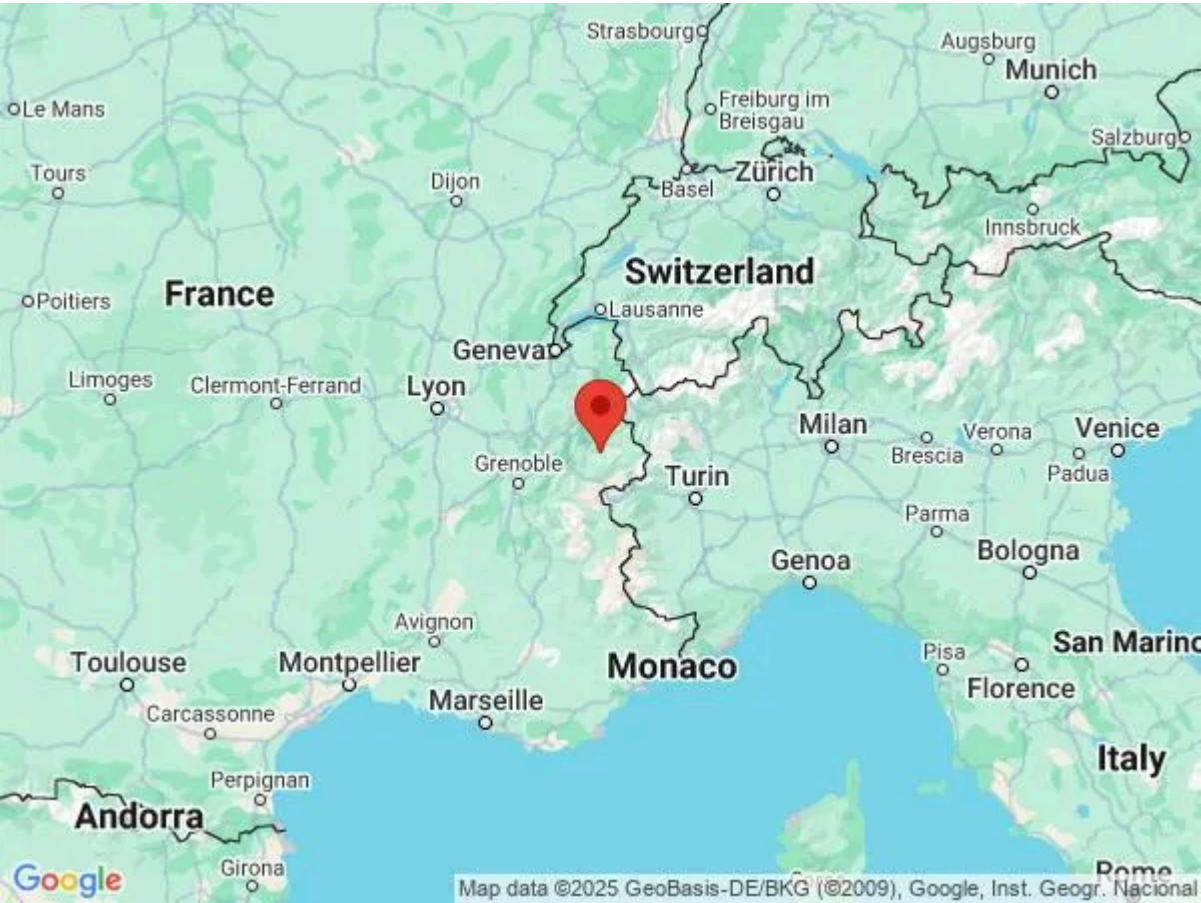 Strasbourg
Augsburg
Munich
Le Mans
Freiburg im
Breisgau
Salzburg
Tours
Dijon
Basel
Zürich
Innsbruck
France
Switzerland
Poitiers
Lausanne
Geneva
Limoges
Clermont-Ferrand
Lyon
Milan
Verona
Venice
Brescia
Padua
Grenoble
Turin
Parma
Genoa
Bologna
Avignon
Toulouse
Montpellier
Monaco
Pisa
San Marino
Florence
Marseille
Carcassonne
Italy
Perpignan
Andorra
Girona
Rome
Google
Map data ©2025 GeoBasis-DE/BKG (©2009), Google, Inst. Geogr. Nacional